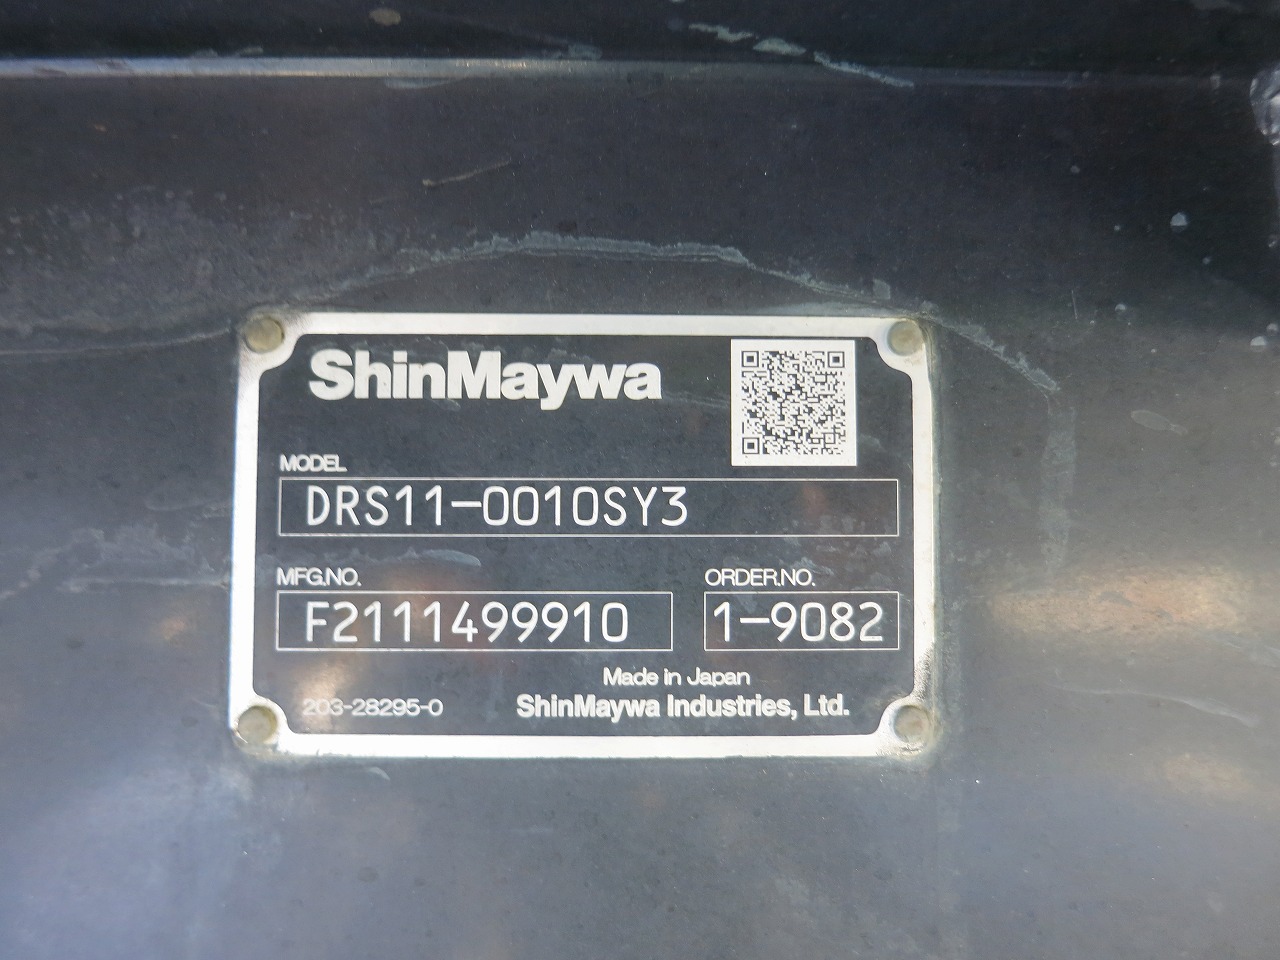 ShinMaywa
MODEL
DRS11-0010SY3
MFG.NO. ORDER.NO.
F2111499910 1-9082
Made in Japan
203-28295-0 ShinMaywa Industries, Ltd.